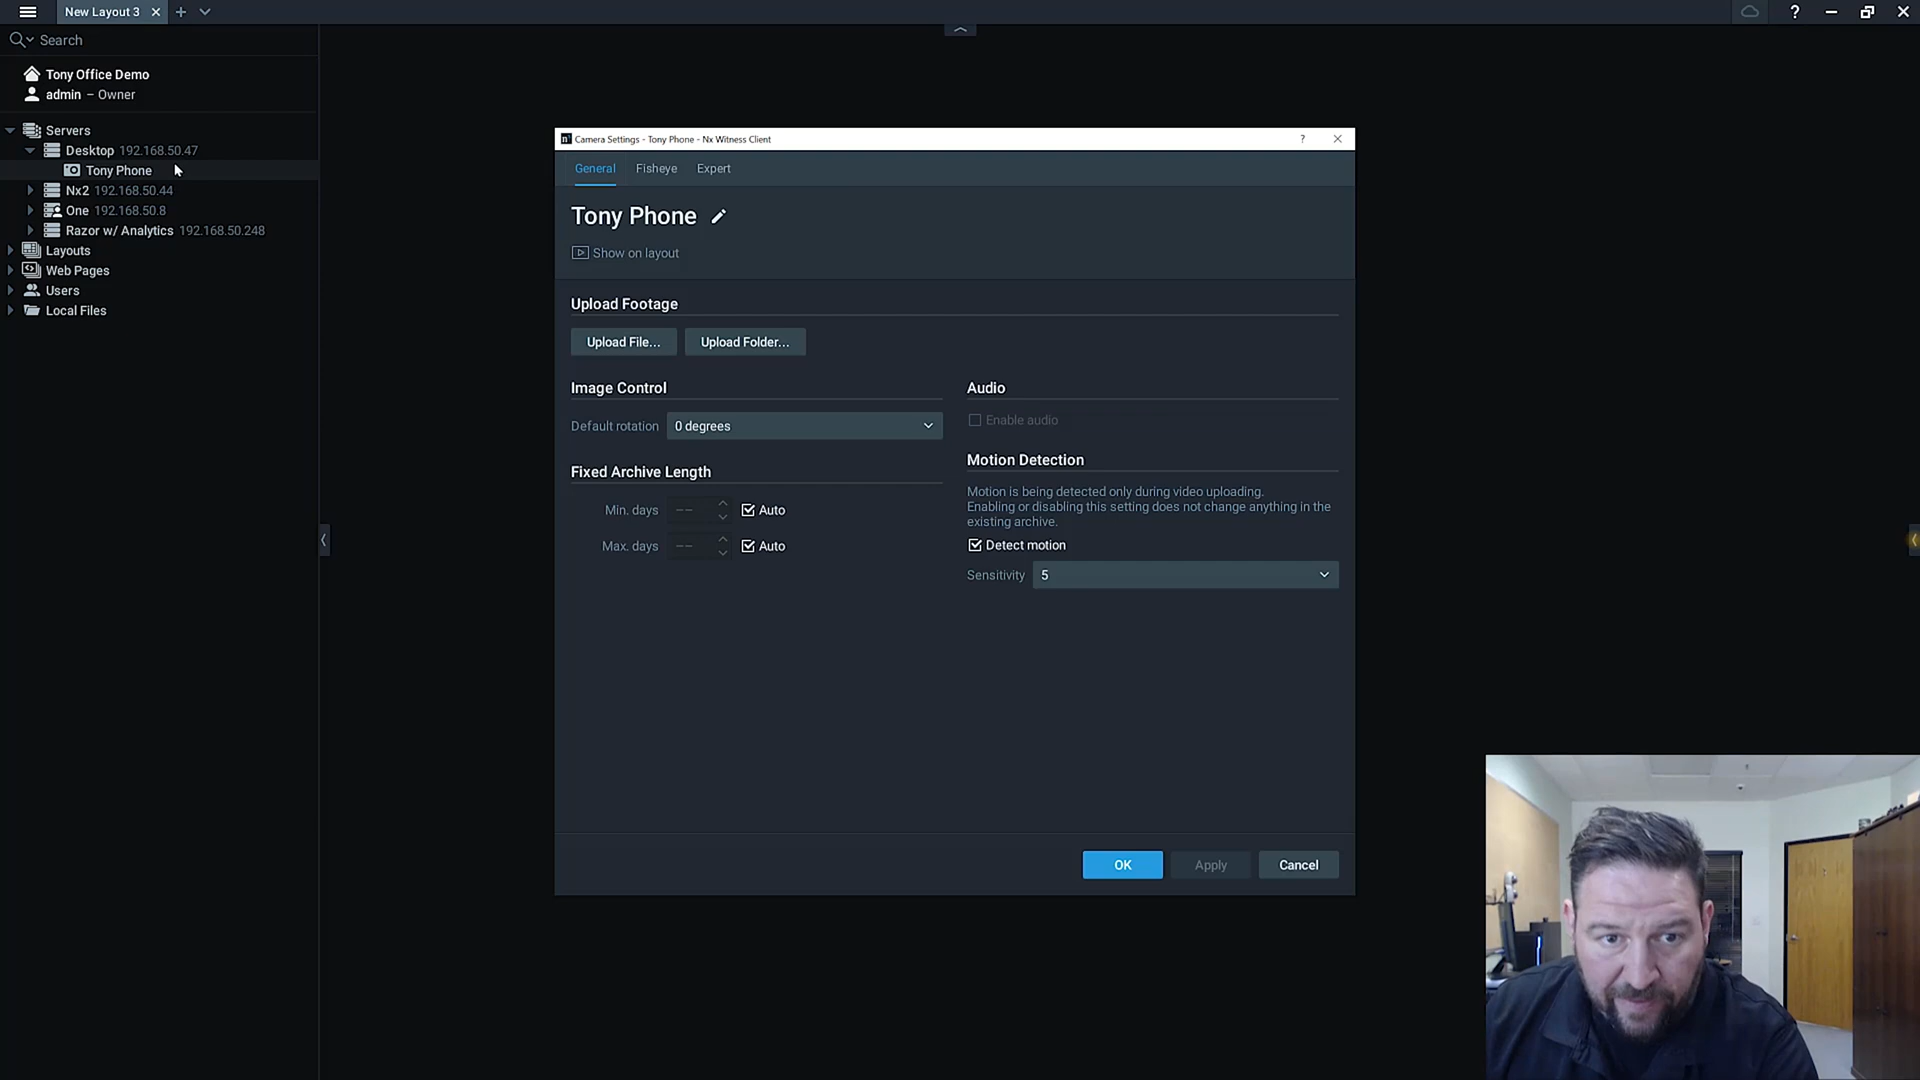 New Layout 3
Search
Tony Office Demo
admin – Owner
Servers
Desktop 192.168.50.47
Tony Phone
Nx2 192.168.50.44
One 192.168.50.8
Razor w/ Analytics 192.168.50.248
Layouts
Web Pages
Users
Local Files
Camera Settings - Tony Phone - Nx Witness Client
General Fisheye Expert
Tony Phone
Show on layout
Upload Footage
Upload File... Upload Folder...
Image Control
Default rotation 0 degrees
Fixed Archive Length
Min. days -- Auto
Max. days -- Auto
Audio
Enable audio
Motion Detection
Motion is being detected only during video uploading.
Enabling or disabling this setting does not change anything in the
existing archive.
Detect motion
Sensitivity 5
OK Apply Cancel